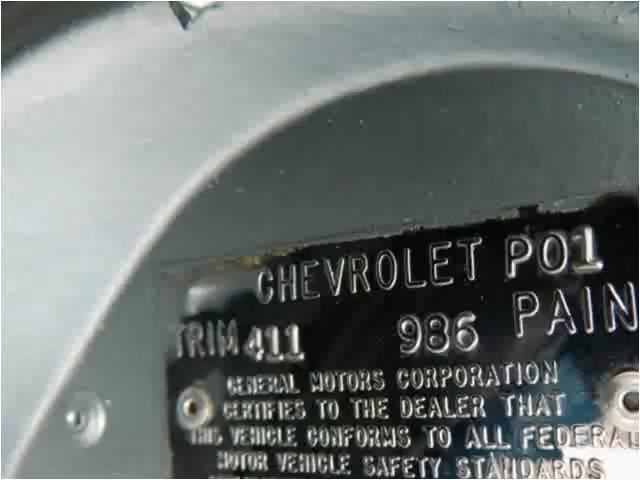 CHEVROLET P01
TRIM 411 986 PAIN
GENERAL MOTORS CORPORATION
CERTIFIES TO THE DEALER THAT
THIS VEHICLE CONFORMS TO ALL FEDERAL
MOTOR VEHICLE SAFETY STANDARDS